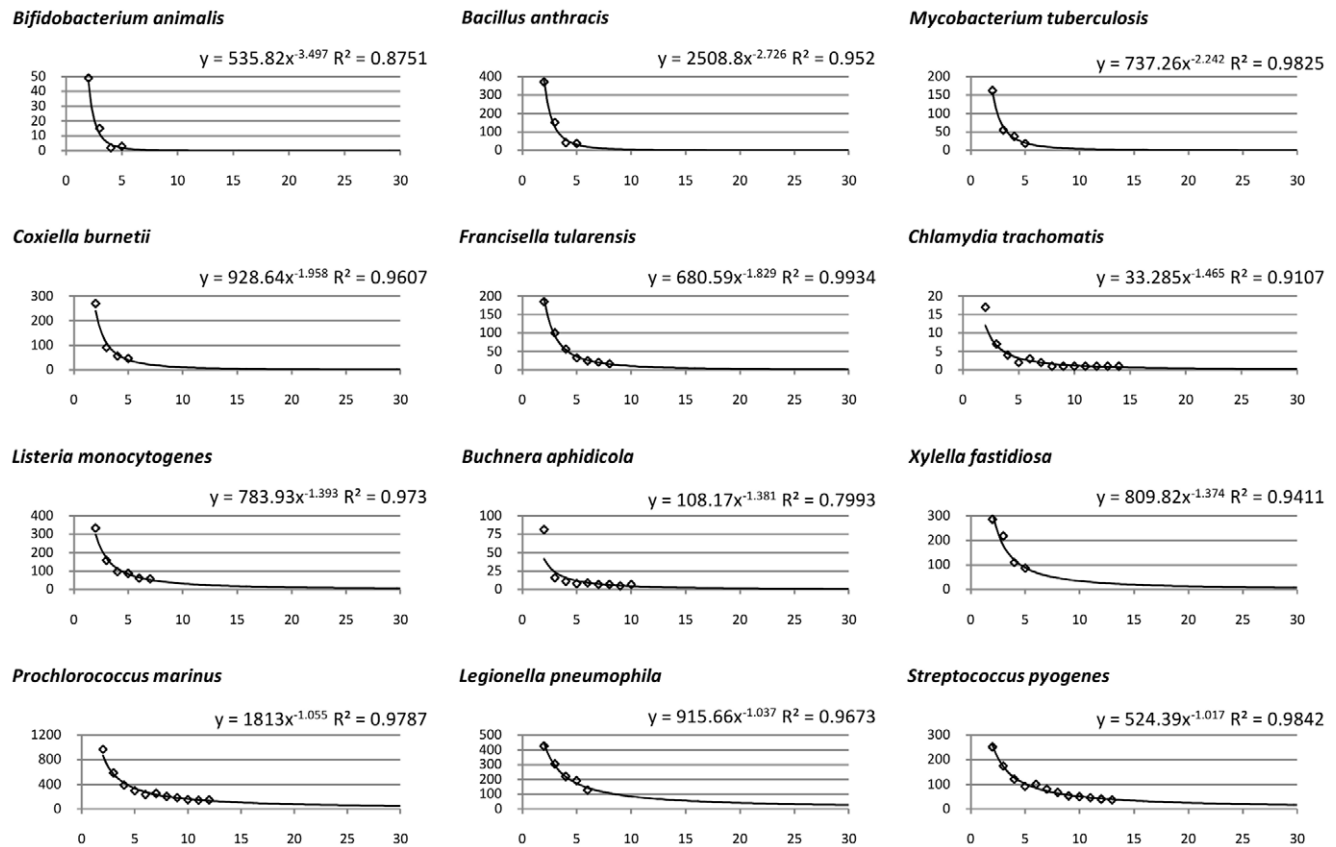 Bifidobacterium animalis
y = 535.82x^-3.497 R² = 0.8751
50
40
30
20
10
0
0 5 10 15 20 25 30
Bacillus anthracis
y = 2508.8x^-2.726 R² = 0.952
400
300
200
100
0
0 5 10 15 20 25 30
Mycobacterium tuberculosis
y = 737.26x^-2.242 R² = 0.9825
200
150
100
50
0
0 5 10 15 20 25 30
Coxiella burnetii
y = 928.64x^-1.958 R² = 0.9607
300
200
100
0
0 5 10 15 20 25 30
Francisella tularensis
y = 680.59x^-1.829 R² = 0.9934
200
150
100
50
0
0 5 10 15 20 25 30
Chlamydia trachomatis
y = 33.285x^-1.465 R² = 0.9107
20
15
10
5
0
0 5 10 15 20 25 30
Listeria monocytogenes
y = 783.93x^-1.393 R² = 0.973
400
300
200
100
0
0 5 10 15 20 25 30
Buchnera aphidicola
y = 108.17x^-1.381 R² = 0.7993
100
75
50
25
0
0 5 10 15 20 25 30
Xylella fastidiosa
y = 809.82x^-1.374 R² = 0.9411
300
200
100
0
0 5 10 15 20 25 30
Prochlorococcus marinus
y = 1813x^-1.055 R² = 0.9787
1200
800
400
0
0 5 10 15 20 25 30
Legionella pneumophila
y = 915.66x^-1.037 R² = 0.9673
500
400
300
200
100
0
0 5 10 15 20 25 30
Streptococcus pyogenes
y = 524.39x^-1.017 R² = 0.9842
300
200
100
0
0 5 10 15 20 25 30